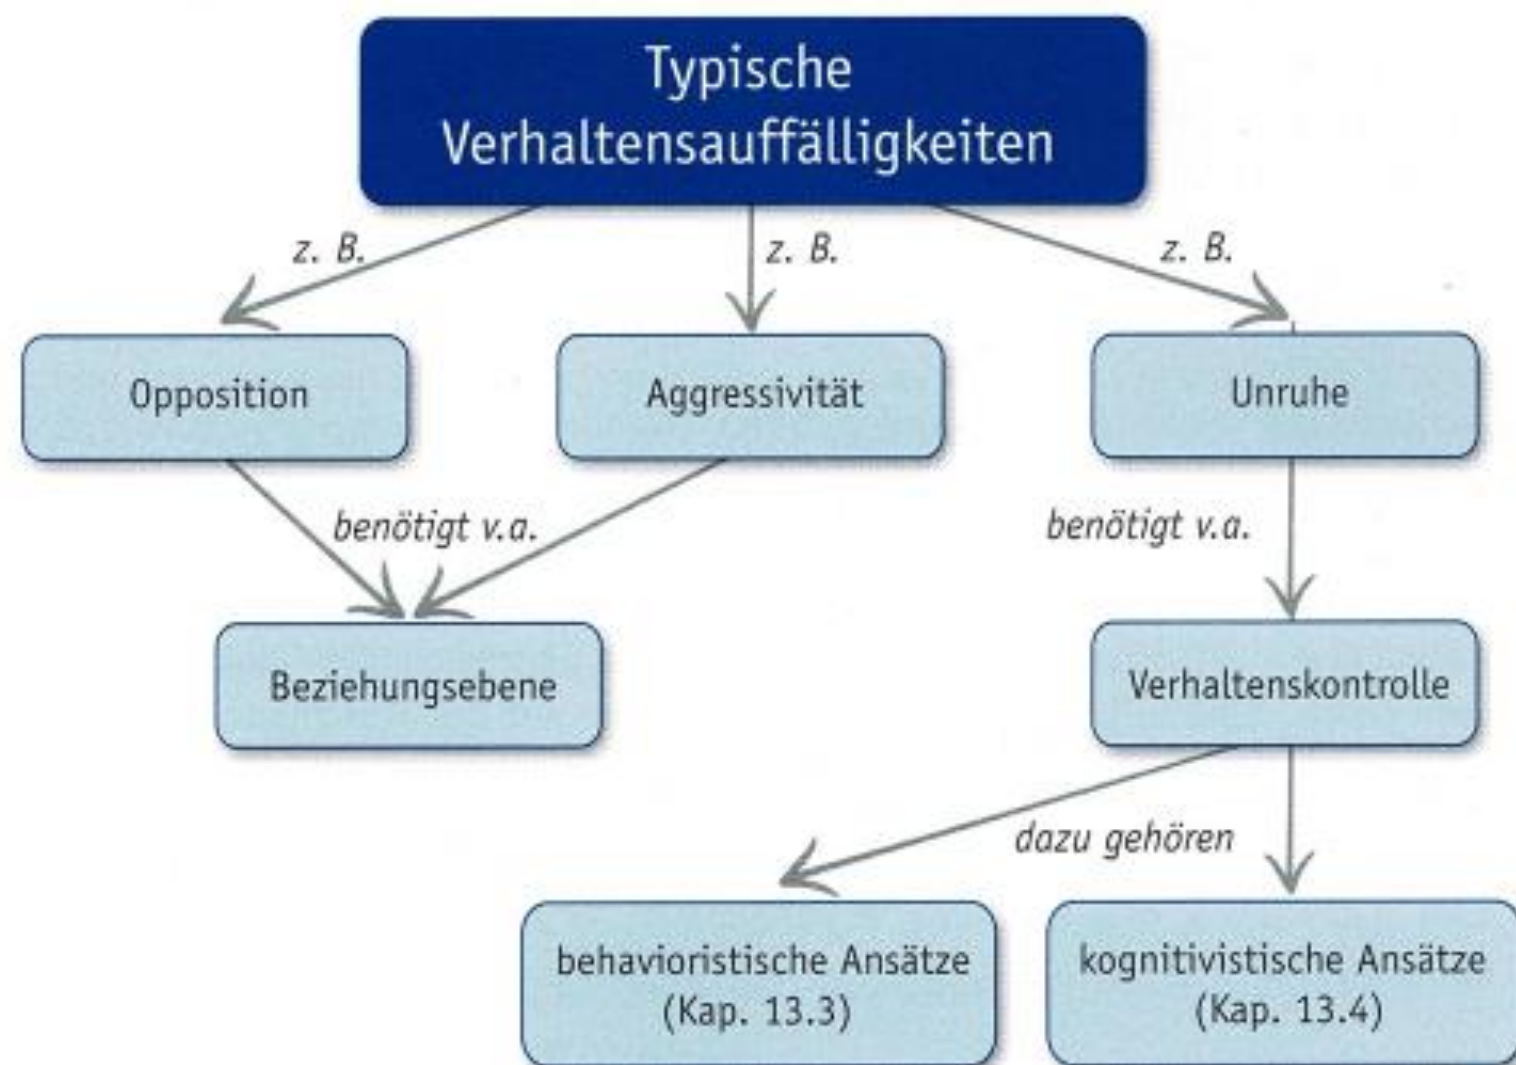 Typische
Verhaltensauffälligkeiten
z. B.
z. B.
z. B.
Opposition
Aggressivität
Unruhe
benötigt v.a.
benötigt v.a.
Beziehungsebene
Verhaltenskontrolle
dazu gehören
behavioristische Ansätze
(Kap. 13.3)
kognitivistische Ansätze
(Kap. 13.4)